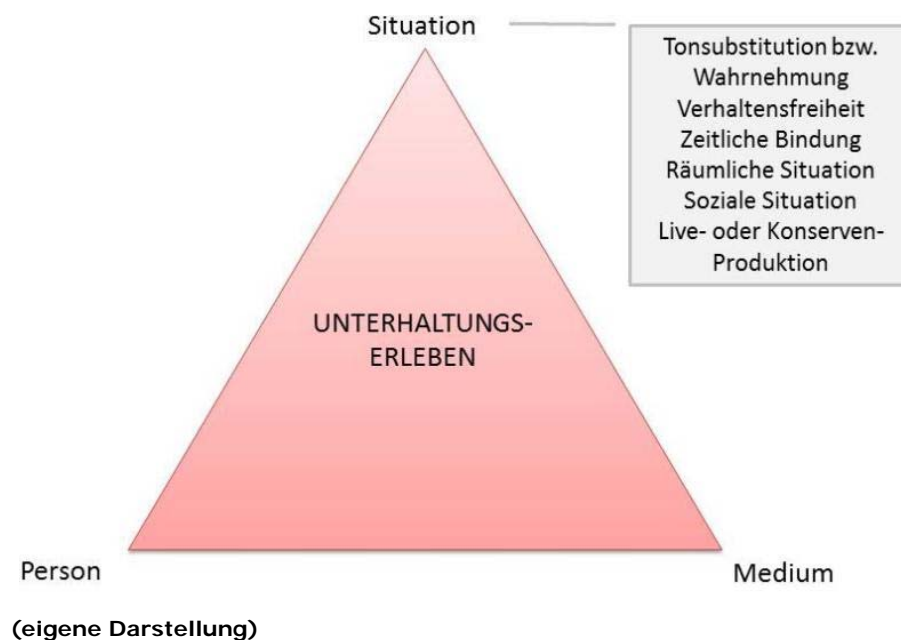 Situation
Tonsubstitution bzw.
Wahrnehmung
Verhaltensfreiheit
Zeitliche Bindung
Räumliche Situation
Soziale Situation
Live- oder Konserven-
Produktion
UNTERHALTUNGS-
ERLEBEN
Person
Medium
(eigene Darstellung)